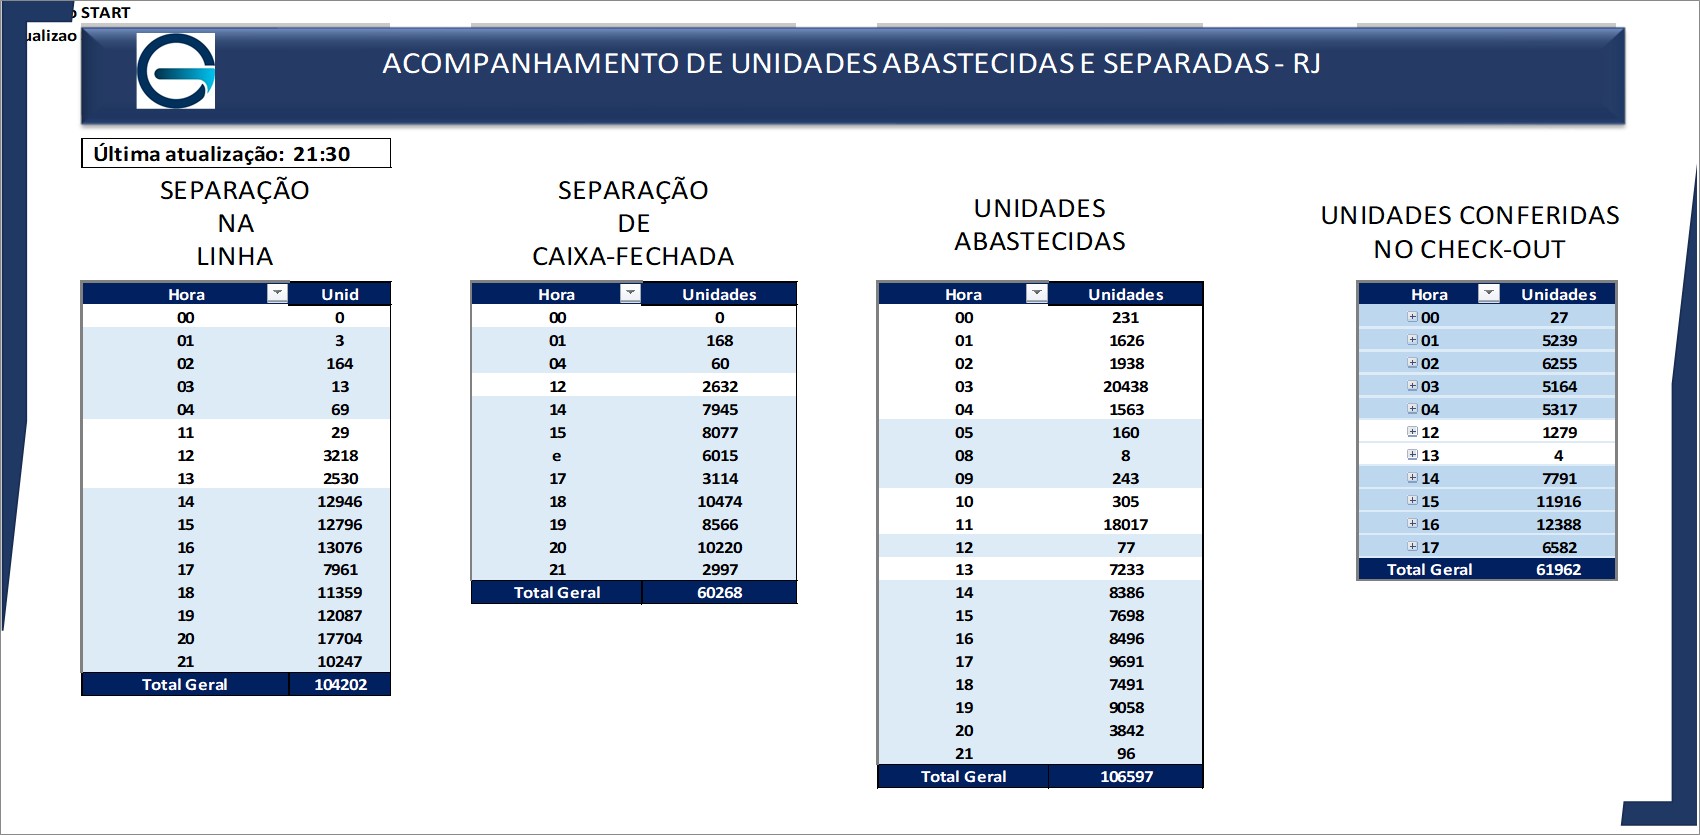 START
ualizao
ACOMPANHAMENTO DE UNIDADES ABASTECIDAS E SEPARADAS - RJ
Última atualização: 21:30
SEPARAÇÃO
NA
LINHA
Hora Unid
00 0
01 3
02 164
03 13
04 69
11 29
12 3218
13 2530
14 12946
15 12796
16 13076
17 7961
18 11359
19 12087
20 17704
21 10247
Total Geral 104202
SEPARAÇÃO
DE
CAIXA-FECHADA
Hora Unidades
00 0
01 168
04 60
12 2632
14 7945
15 8077
e 6015
17 3114
18 10474
19 8566
20 10220
21 2997
Total Geral 60268
UNIDADES
ABASTECIDAS
Hora Unidades
00 231
01 1626
02 1938
03 20438
04 1563
05 160
08 8
09 243
10 305
11 18017
12 77
13 7233
14 8386
15 7698
16 8496
17 9691
18 7491
19 9058
20 3842
21 96
Total Geral 106597
UNIDADES CONFERIDAS
NO CHECK-OUT
Hora Unidades
00 27
01 5239
02 6255
03 5164
04 5317
12 1279
13 4
14 7791
15 11916
16 12388
17 6582
Total Geral 61962